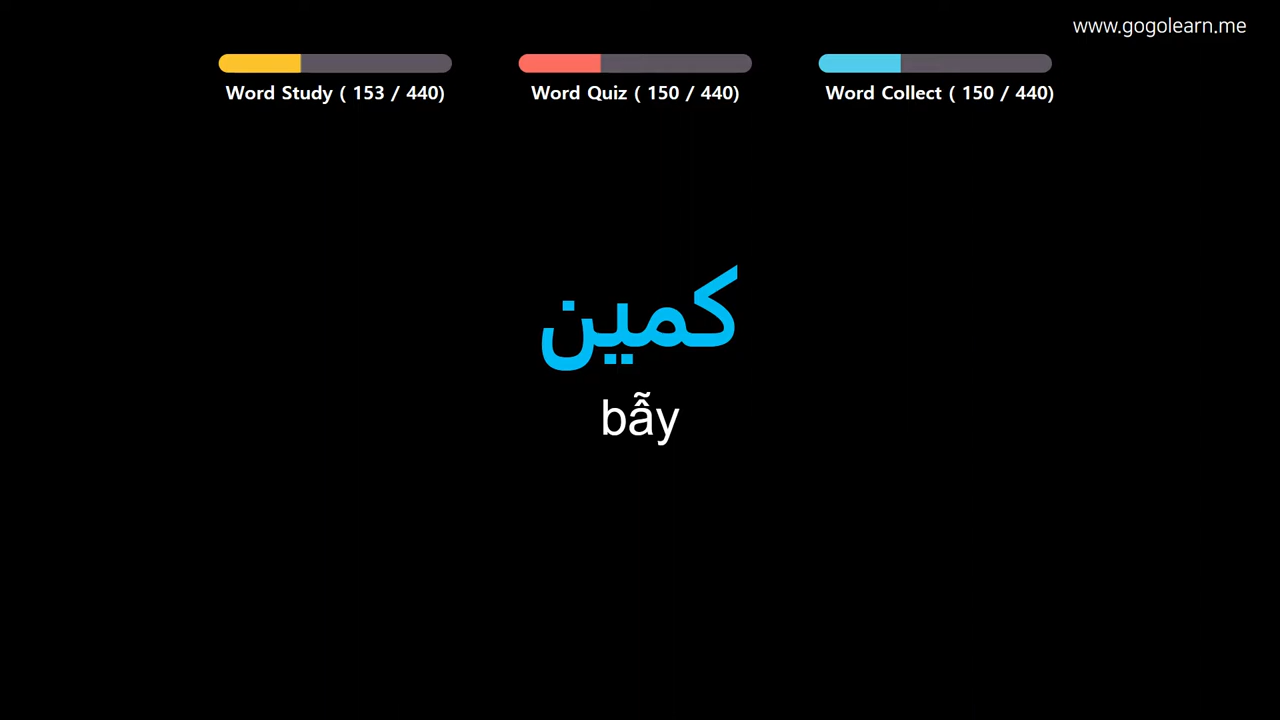 www.gogolearn.me
Word Study ( 153 / 440)
Word Quiz ( 150 / 440)
Word Collect ( 150 / 440)
كمين
bẫy